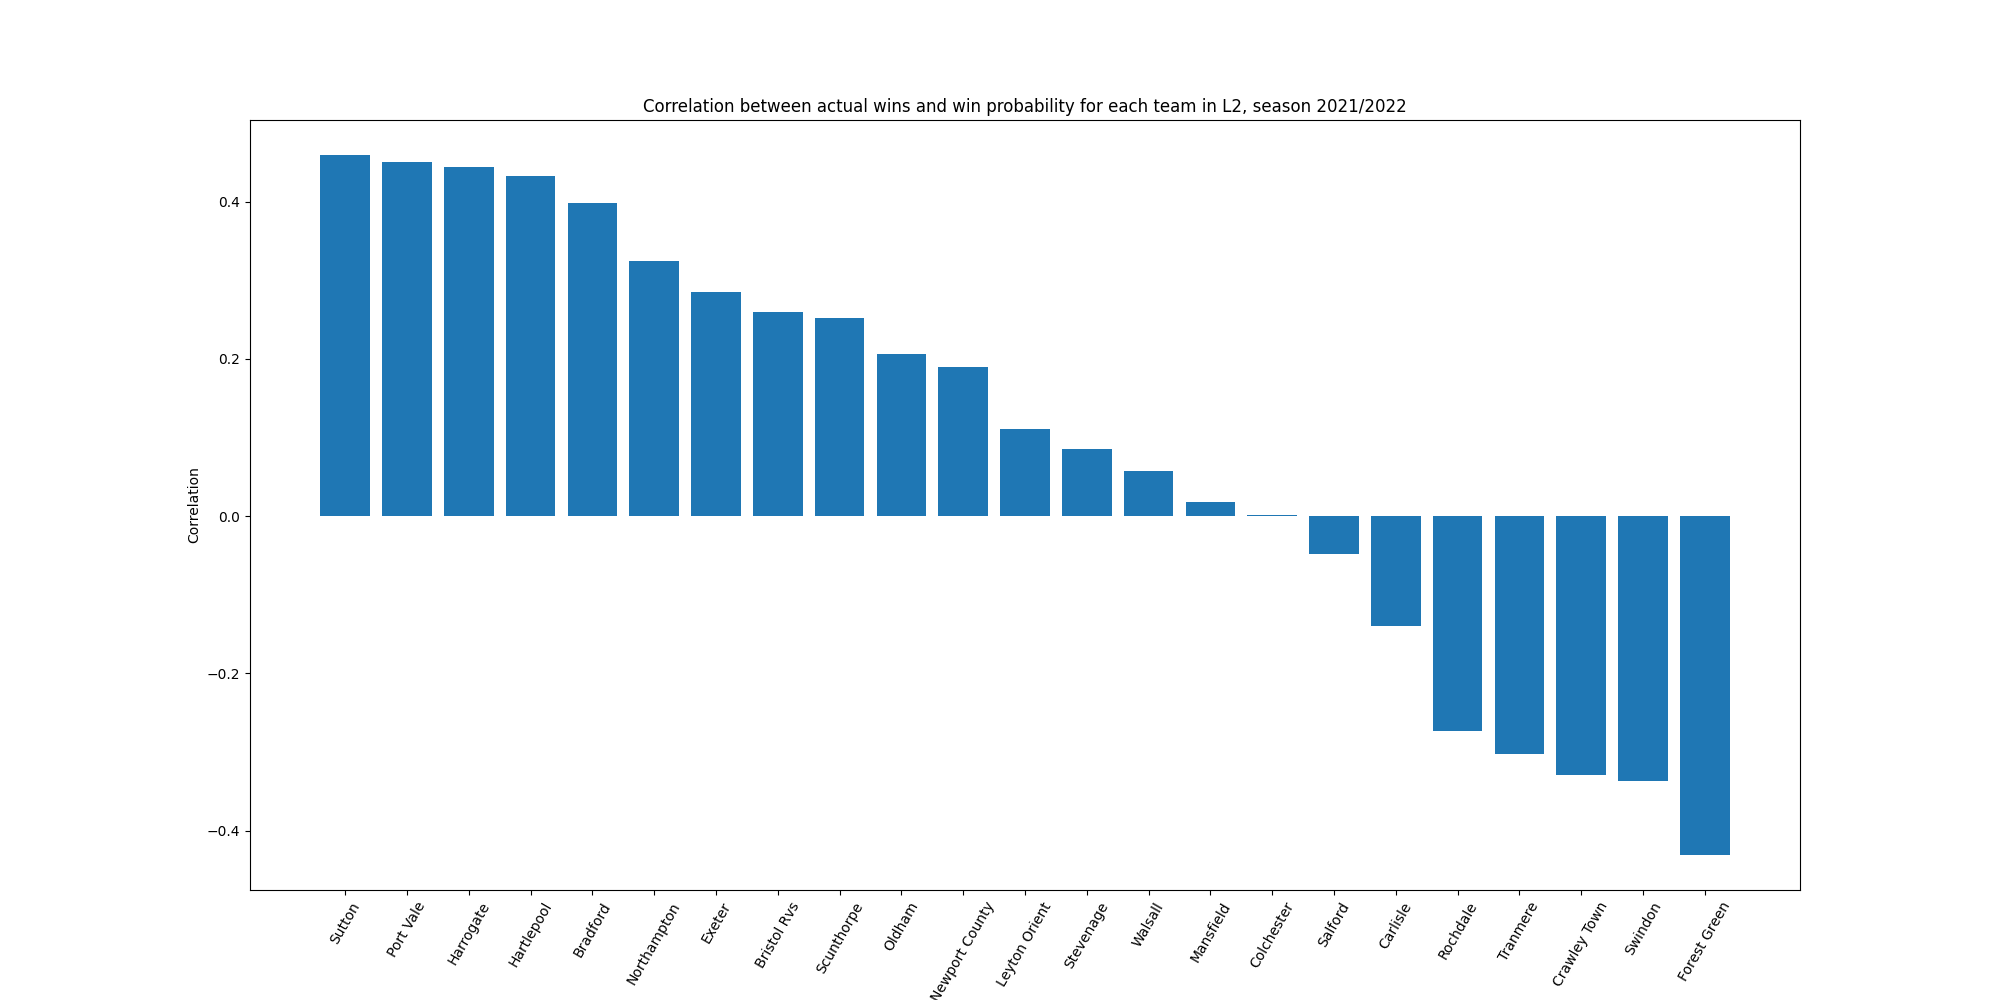 Correlation between actual wins and win probability for each team in L2, season 2021/2022
Correlation
0.4
0.2
0.0
−0.2
−0.4
Sutton
Port Vale
Harrogate
Hartlepool
Bradford
Northampton
Exeter
Bristol Rvs
Scunthorpe
Oldham
Newport County
Leyton Orient
Stevenage
Walsall
Mansfield
Colchester
Salford
Carlisle
Rochdale
Tranmere
Crawley Town
Swindon
Forest Green